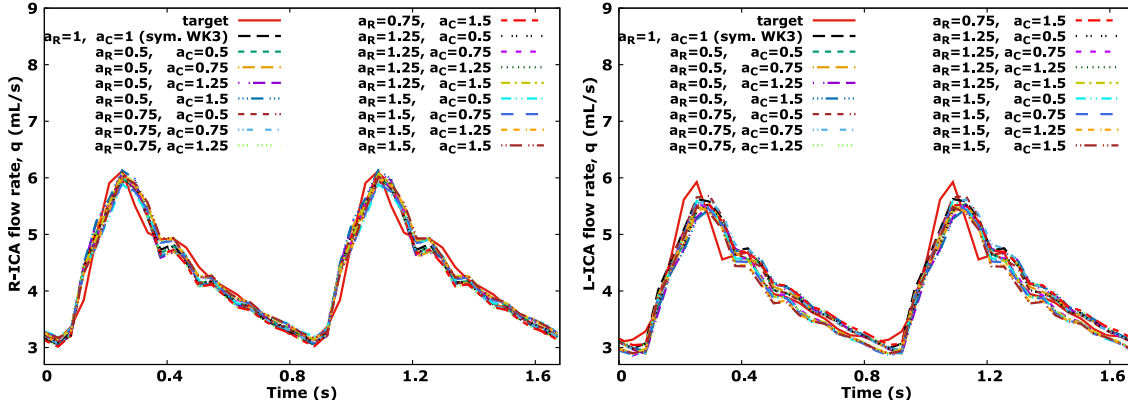 R-ICA flow rate, q (mL/s)
9
8
7
6
5
4
3
0
0.4
0.8
1.2
1.6
Time (s)
target
aR=1, aC=1 (sym. WK3)
aR=0.5, aC=0.5
aR=0.5, aC=0.75
aR=0.5, aC=1.25
aR=0.5, aC=1.5
aR=0.75, aC=0.5
aR=0.75, aC=0.75
aR=0.75, aC=1.25
aR=0.75, aC=1.5
aR=1.25, aC=0.5
aR=1.25, aC=0.75
aR=1.25, aC=1.25
aR=1.25, aC=1.5
aR=1.5, aC=0.5
aR=1.5, aC=0.75
aR=1.5, aC=1.25
aR=1.5, aC=1.5
L-ICA flow rate, q (mL/s)
9
8
7
6
5
4
3
0
0.4
0.8
1.2
1.6
Time (s)
target
aR=1, aC=1 (sym. WK3)
aR=0.5, aC=0.5
aR=0.5, aC=0.75
aR=0.5, aC=1.25
aR=0.5, aC=1.5
aR=0.75, aC=0.5
aR=0.75, aC=0.75
aR=0.75, aC=1.25
aR=0.75, aC=1.5
aR=1.25, aC=0.5
aR=1.25, aC=0.75
aR=1.25, aC=1.25
aR=1.25, aC=1.5
aR=1.5, aC=0.5
aR=1.5, aC=0.75
aR=1.5, aC=1.25
aR=1.5, aC=1.5